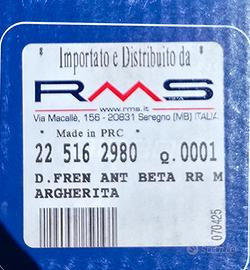 * Importato e Distribuito da *
RMS
S.P.A.
www.rms.it
Via Macallè, 156 - 20831 Seregno (MB) ITALIA
* Made in PRC *
22 516 2980 Q.0001
D.FREN ANT BETA RR M
ARGHERITA
070425